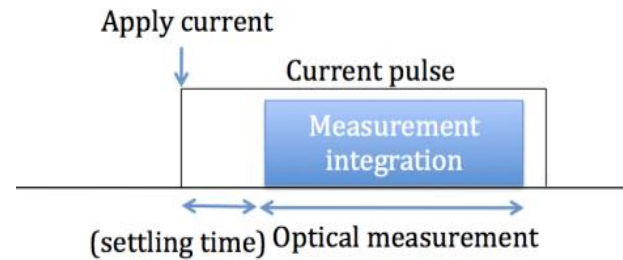 Apply current
Current pulse
Measurement
integration
(settling time) Optical measurement